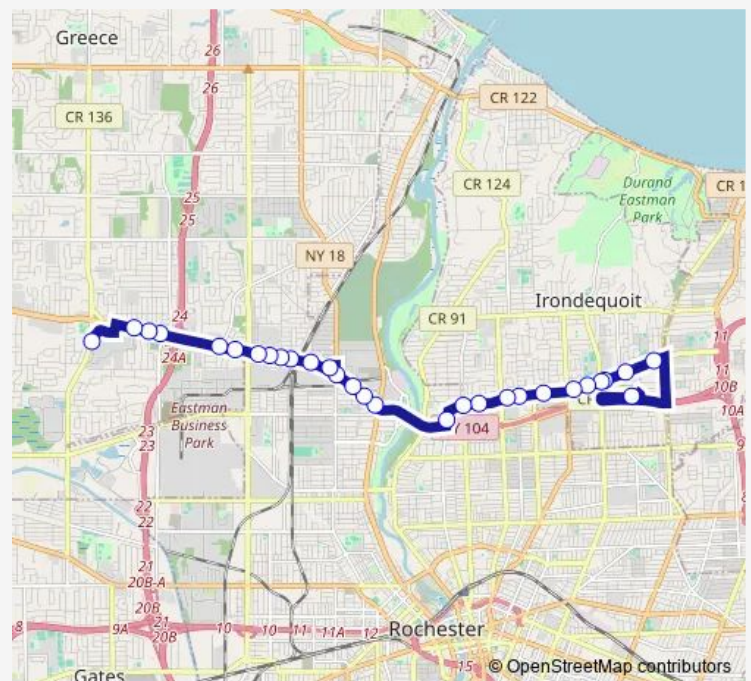 Greece
26
26
CR 136
CR 122
CR 124
Durand
Eastman
Park
CR 1
25
25
NY 18
Irondequoit
CR 91
24
24A
11
11
10B
10A
Eastman
Business
Park
104
23
23
22
22
21
20B-A
20B
8
9A
21
20B
10
10
11
11A
12
Rochester
15
Gates
© OpenStreetMap contributors